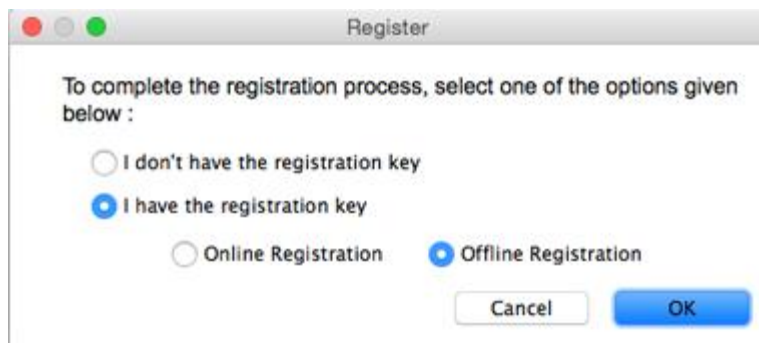 Register
To complete the registration process, select one of the options given
below :
I don't have the registration key
I have the registration key
Online Registration Offline Registration
Cancel OK